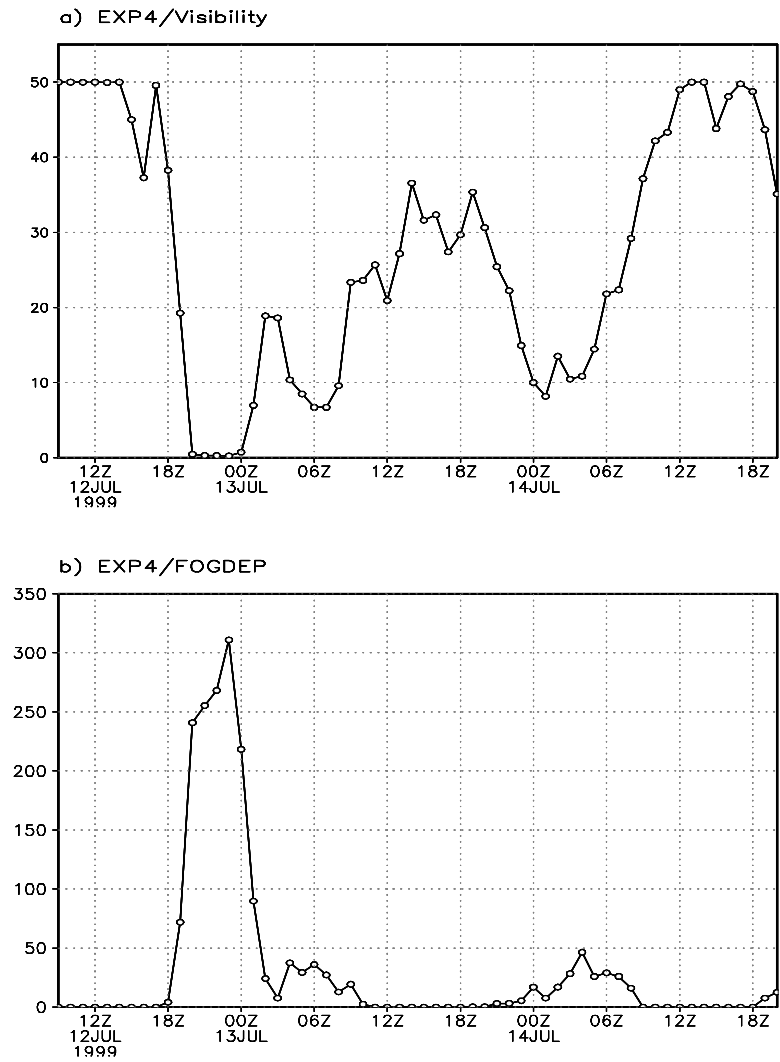 a) EXP4/Visibility
50
40
30
20
10
0
12Z 18Z 00Z 06Z 12Z 18Z 00Z 06Z 12Z 18Z
12JUL 13JUL 14JUL
1999
b) EXP4/FOGDEP
350
300
250
200
150
100
50
0
12Z 18Z 00Z 06Z 12Z 18Z 00Z 06Z 12Z 18Z
12JUL 13JUL 14JUL
1999